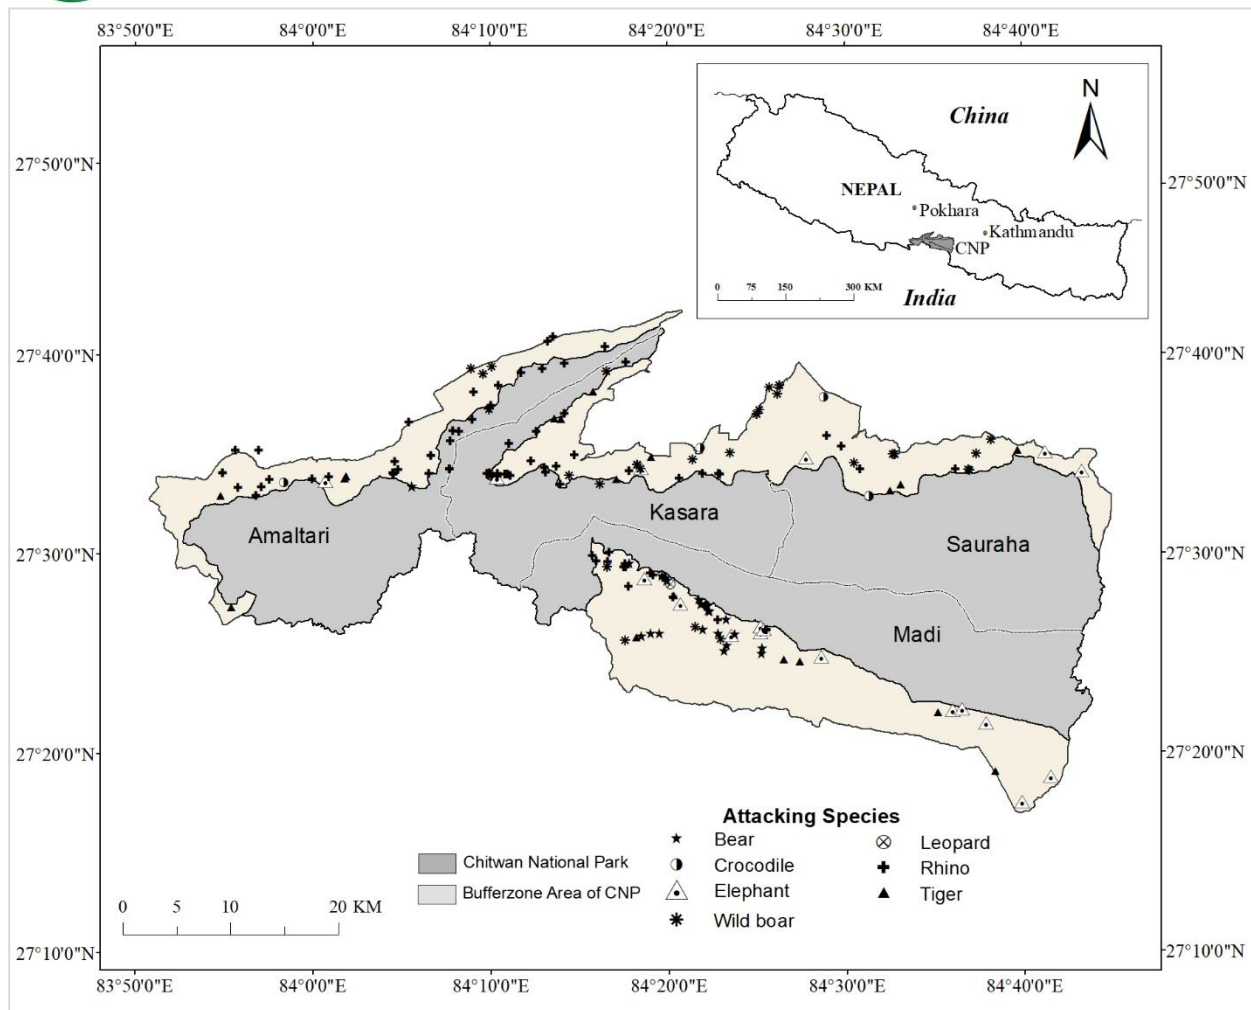 83°50'0"E 84°0'0"E 84°10'0"E 84°20'0"E 84°30'0"E 84°40'0"E
N
China
27°50'0"N
27°50'0"N
NEPAL
Pokhara
Kathmandu
CNP
0 75 150 300 KM
India
27°40'0"N
27°40'0"N
Kasara
Amaltari
Sauraha
27°30'0"N
27°30'0"N
Madi
27°20'0"N
27°20'0"N
Attacking Species
Bear
Leopard
Chitwan National Park
Crocodile
Rhino
Bufferzone Area of CNP
Elephant
Tiger
Wild boar
0 5 10 20 KM
27°10'0"N
27°10'0"N
83°50'0"E 84°0'0"E 84°10'0"E 84°20'0"E 84°30'0"E 84°40'0"E